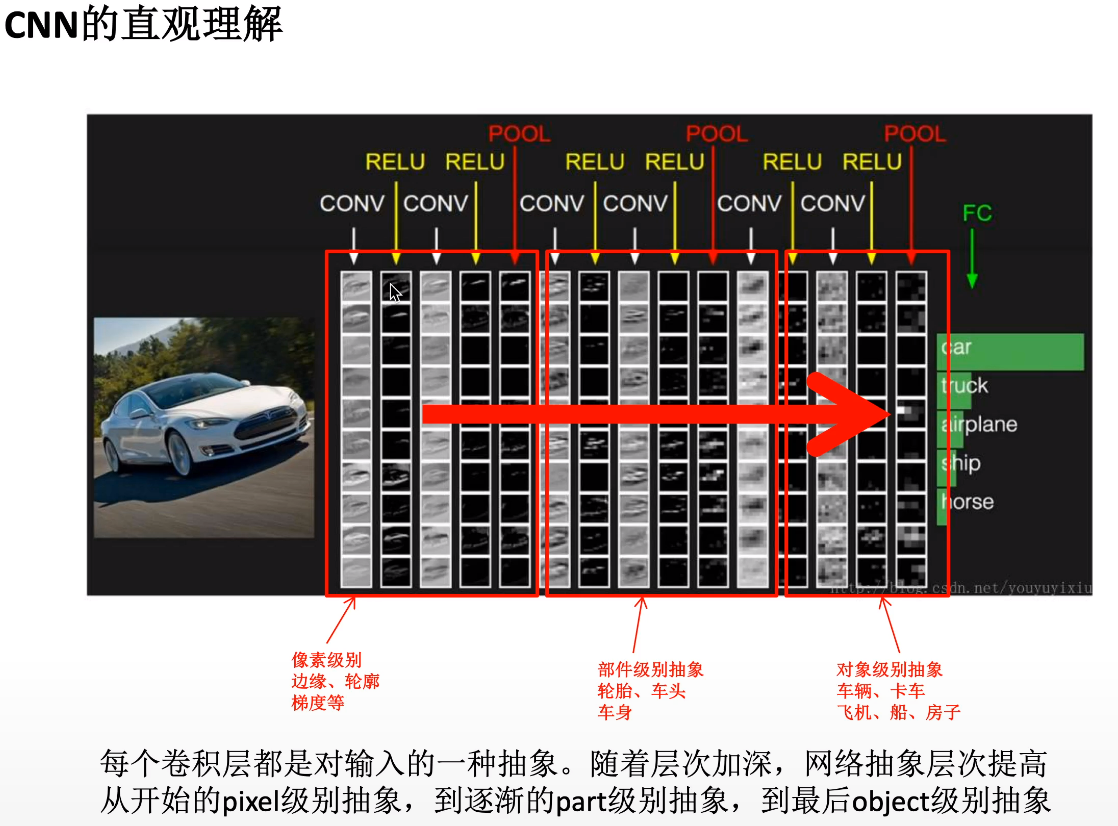 CNN的直观理解
POOL POOL POOL
RELU RELU RELU RELU RELU RELU
CONV CONV CONV CONV CONV CONV
FC
car
truck
airplane
ship
horse
http://blog.csdn.net/youyuyixiu
像素级别
边缘、轮廓
梯度等
部件级别抽象
轮胎、车头
车身
对象级别抽象
车辆、卡车
飞机、船、房子
每个卷积层都是对输入的一种抽象。随着层次加深，网络抽象层次提高
从开始的pixel级别抽象，到逐渐的part级别抽象，到最后object级别抽象